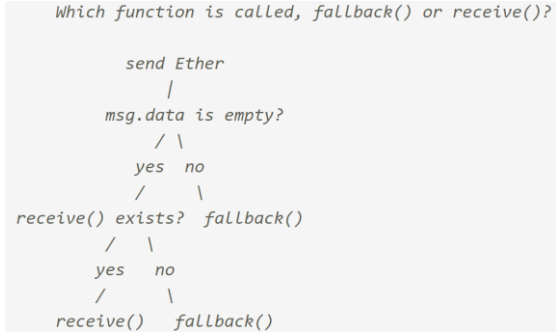 Which function is called, fallback() or receive()?
send Ether
|
msg.data is empty?
/ \
yes no
/ \
receive() exists? fallback()
/ \
yes no
/ \
receive() fallback()